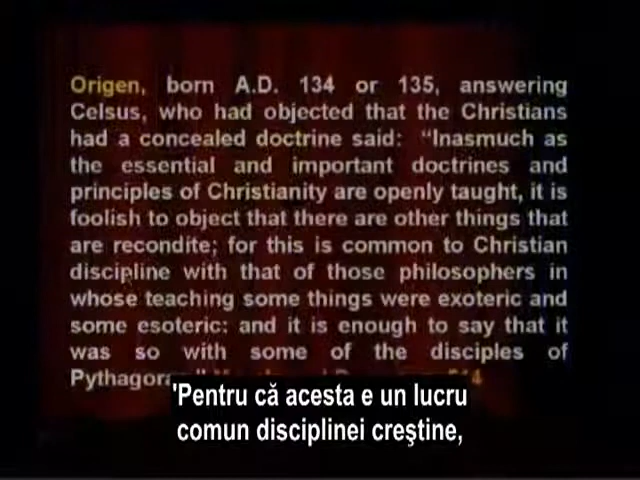 Origen, born A.D. 134 or 135, answering
Celsus, who had objected that the Christians
had a concealed doctrine said: “Inasmuch as
the essential and important doctrines and
principles of Christianity are openly taught, it is
foolish to object that there are other things that
are recondite; for this is common to Christian
discipline with that of those philosophers in
whose teaching some things were exoteric and
some esoteric: and it is enough to say that it
was so with some of the disciples of
'Pentru că acesta e un lucru
comun disciplinei creştine,